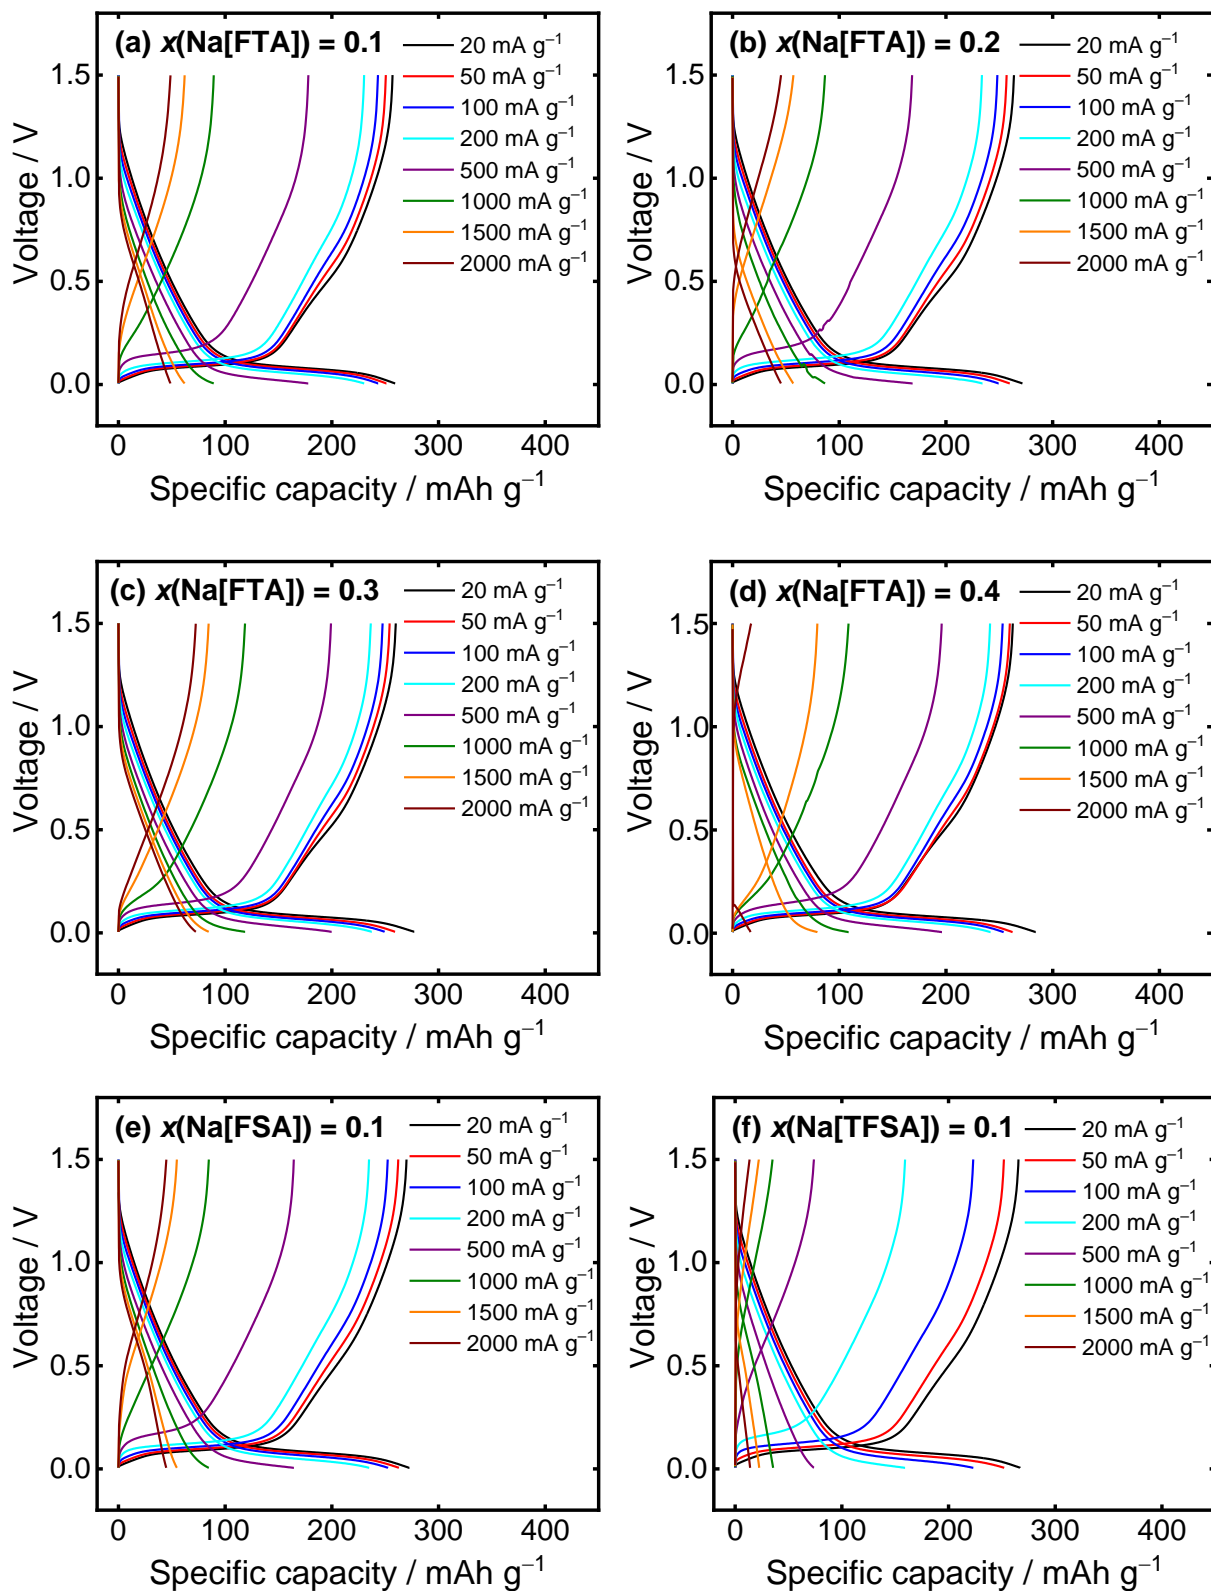 (a) x(Na[FTA]) = 0.1
20 mA g⁻¹
50 mA g⁻¹
100 mA g⁻¹
200 mA g⁻¹
500 mA g⁻¹
1000 mA g⁻¹
1500 mA g⁻¹
2000 mA g⁻¹
Voltage / V
1.5
1.0
0.5
0.0
0 100 200 300 400
Specific capacity / mAh g⁻¹
(b) x(Na[FTA]) = 0.2
20 mA g⁻¹
50 mA g⁻¹
100 mA g⁻¹
200 mA g⁻¹
500 mA g⁻¹
1000 mA g⁻¹
1500 mA g⁻¹
2000 mA g⁻¹
Voltage / V
1.5
1.0
0.5
0.0
0 100 200 300 400
Specific capacity / mAh g⁻¹
(c) x(Na[FTA]) = 0.3
20 mA g⁻¹
50 mA g⁻¹
100 mA g⁻¹
200 mA g⁻¹
500 mA g⁻¹
1000 mA g⁻¹
1500 mA g⁻¹
2000 mA g⁻¹
Voltage / V
1.5
1.0
0.5
0.0
0 100 200 300 400
Specific capacity / mAh g⁻¹
(d) x(Na[FTA]) = 0.4
20 mA g⁻¹
50 mA g⁻¹
100 mA g⁻¹
200 mA g⁻¹
500 mA g⁻¹
1000 mA g⁻¹
1500 mA g⁻¹
2000 mA g⁻¹
Voltage / V
1.5
1.0
0.5
0.0
0 100 200 300 400
Specific capacity / mAh g⁻¹
(e) x(Na[FSA]) = 0.1
20 mA g⁻¹
50 mA g⁻¹
100 mA g⁻¹
200 mA g⁻¹
500 mA g⁻¹
1000 mA g⁻¹
1500 mA g⁻¹
2000 mA g⁻¹
Voltage / V
1.5
1.0
0.5
0.0
0 100 200 300 400
Specific capacity / mAh g⁻¹
(f) x(Na[TFSA]) = 0.1
20 mA g⁻¹
50 mA g⁻¹
100 mA g⁻¹
200 mA g⁻¹
500 mA g⁻¹
1000 mA g⁻¹
1500 mA g⁻¹
2000 mA g⁻¹
Voltage / V
1.5
1.0
0.5
0.0
0 100 200 300 400
Specific capacity / mAh g⁻¹